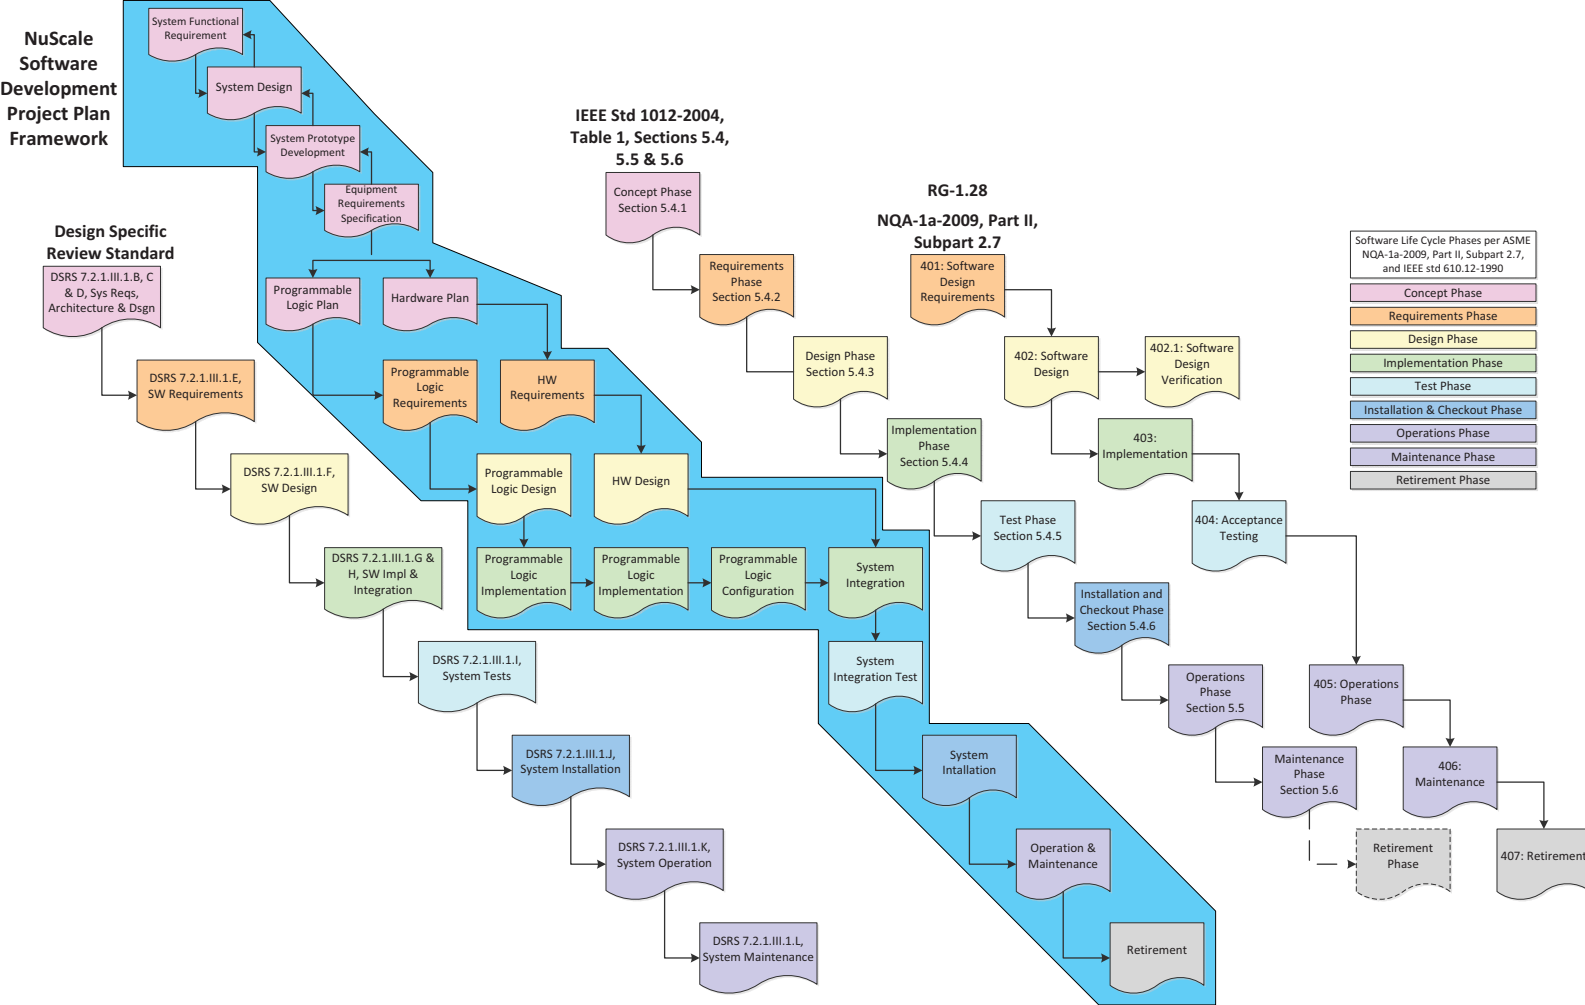 NuScale
Software
Development
Project Plan
Framework
System Functional
Requirement
System Design
System Prototype
Development
Equipment
Requirements
Specification
Programmable
Logic Plan
Hardware Plan
Programmable
Logic
Requirements
HW
Requirements
Programmable
Logic Design
HW Design
Programmable
Logic
Implementation
Programmable
Logic
Implementation
Programmable
Logic
Configuration
System
Integration
System
Integration Test
System
Intallation
Operation &
Maintenance
Retirement
Design Specific
Review Standard
DSRS 7.2.1.III.1.B, C
& D, Sys Reqs,
Architecture & Dsgn
DSRS 7.2.1.III.1.E,
SW Requirements
DSRS 7.2.1.III.1.F,
SW Design
DSRS 7.2.1.III.1.G &
H, SW Impl &
Integration
DSRS 7.2.1.III.1.I,
System Tests
DSRS 7.2.1.III.1.J,
System Installation
DSRS 7.2.1.III.1.K,
System Operation
DSRS 7.2.1.III.1.L,
System Maintenance
IEEE Std 1012-2004,
Table 1, Sections 5.4,
5.5 & 5.6
Concept Phase
Section 5.4.1
Requirements
Phase
Section 5.4.2
Design Phase
Section 5.4.3
Implementation
Phase
Section 5.4.4
Test Phase
Section 5.4.5
Installation and
Checkout Phase
Section 5.4.6
Operations
Phase
Section 5.5
Maintenance
Phase
Section 5.6
Retirement
Phase
RG-1.28
NQA-1a-2009, Part II,
Subpart 2.7
401: Software
Design
Requirements
402: Software
Design
402.1: Software
Design
Verification
403:
Implementation
404: Acceptance
Testing
405: Operations
Phase
406:
Maintenance
407: Retirement
Software Life Cycle Phases per ASME
NQA-1a-2009, Part II, Subpart 2.7,
and IEEE std 610.12-1990
Concept Phase
Requirements Phase
Design Phase
Implementation Phase
Test Phase
Installation & Checkout Phase
Operations Phase
Maintenance Phase
Retirement Phase